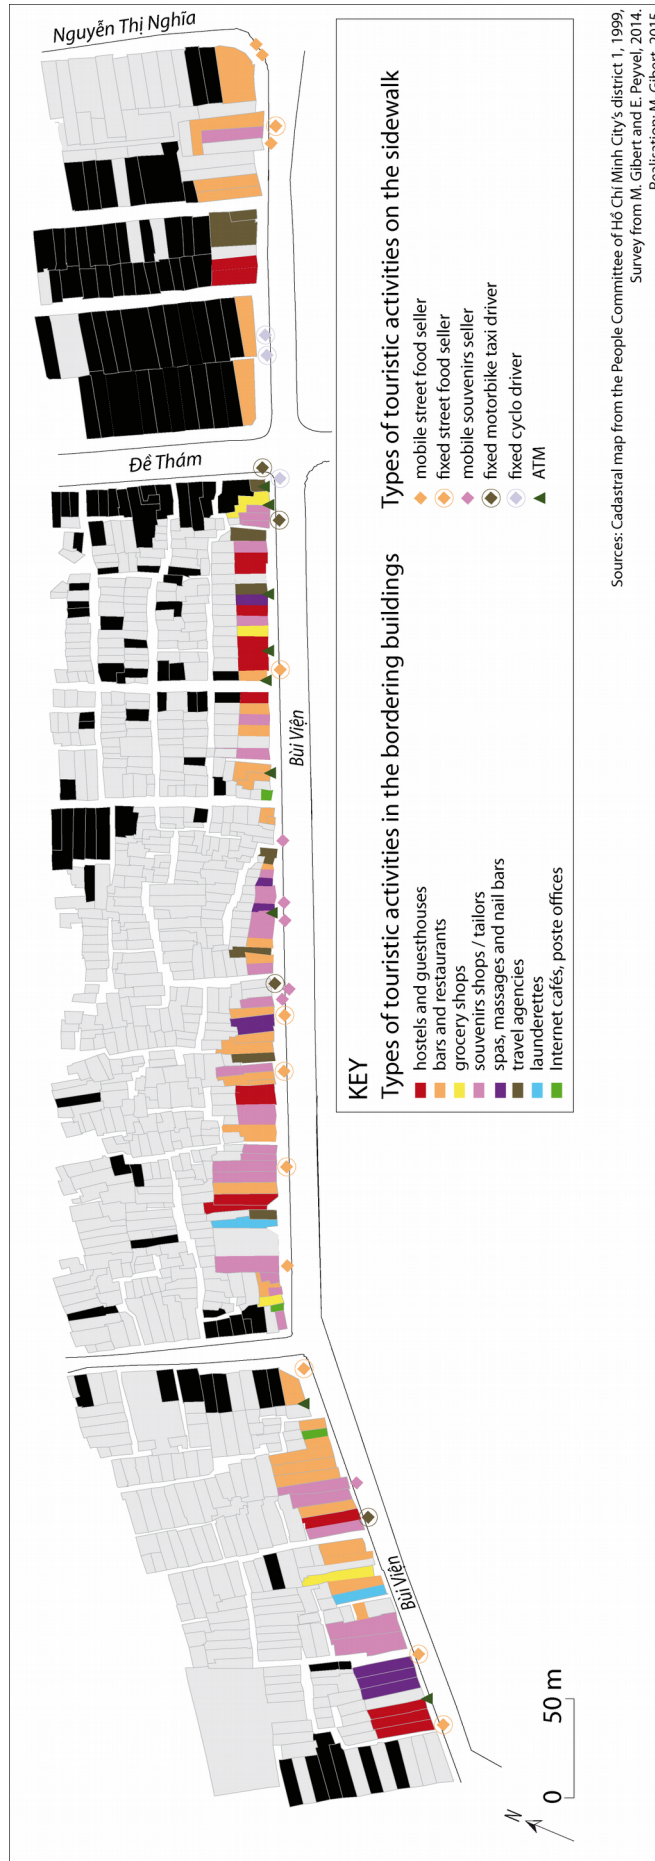 Nguyễn Thị Nghĩa
Đề Thám
Bùi Viện
Bùi Viện
N
0 50 m
KEY
Types of touristic activities in the bordering buildings
hostels and guesthouses
bars and restaurants
grocery shops
souvenirs shops / tailors
spas, massages and nail bars
travel agencies
launderettes
Internet cafés, poste offices
Types of touristic activities on the sidewalk
mobile street food seller
fixed street food seller
mobile souvenirs seller
fixed motorbike taxi driver
fixed cyclo driver
ATM
Sources: Cadastral map from the People Committee of Hồ Chí Minh City's district 1, 1999,
Survey from M. Gibert and E. Peyvel, 2014.
Realisation: M. Gibert, 2015